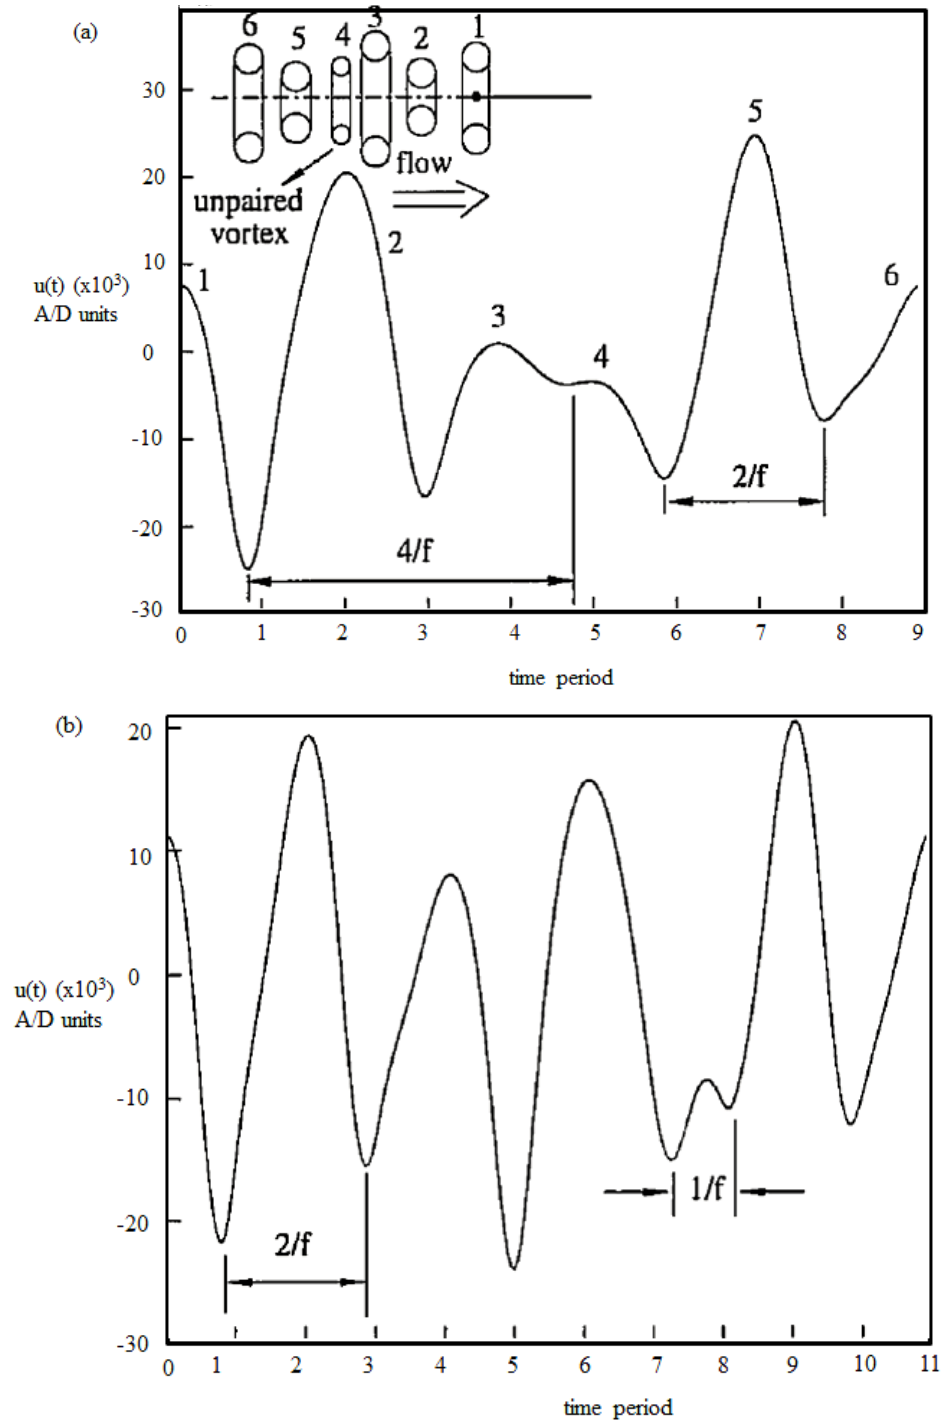 (a)
6 5 4 3 2 1
30
flow
unpaired
vortex
20
5
10
1
2
6
u(t) (x10³)
A/D units
3
4
0
-10
2/f
-20
4/f
-30
0 1 2 3 4 5 6 7 8 9
time period
(b)
20
10
0
u(t) (x10³)
A/D units
-10
1/f
-20
2/f
-30
0 1 2 3 4 5 6 7 8 9 10 11
time period